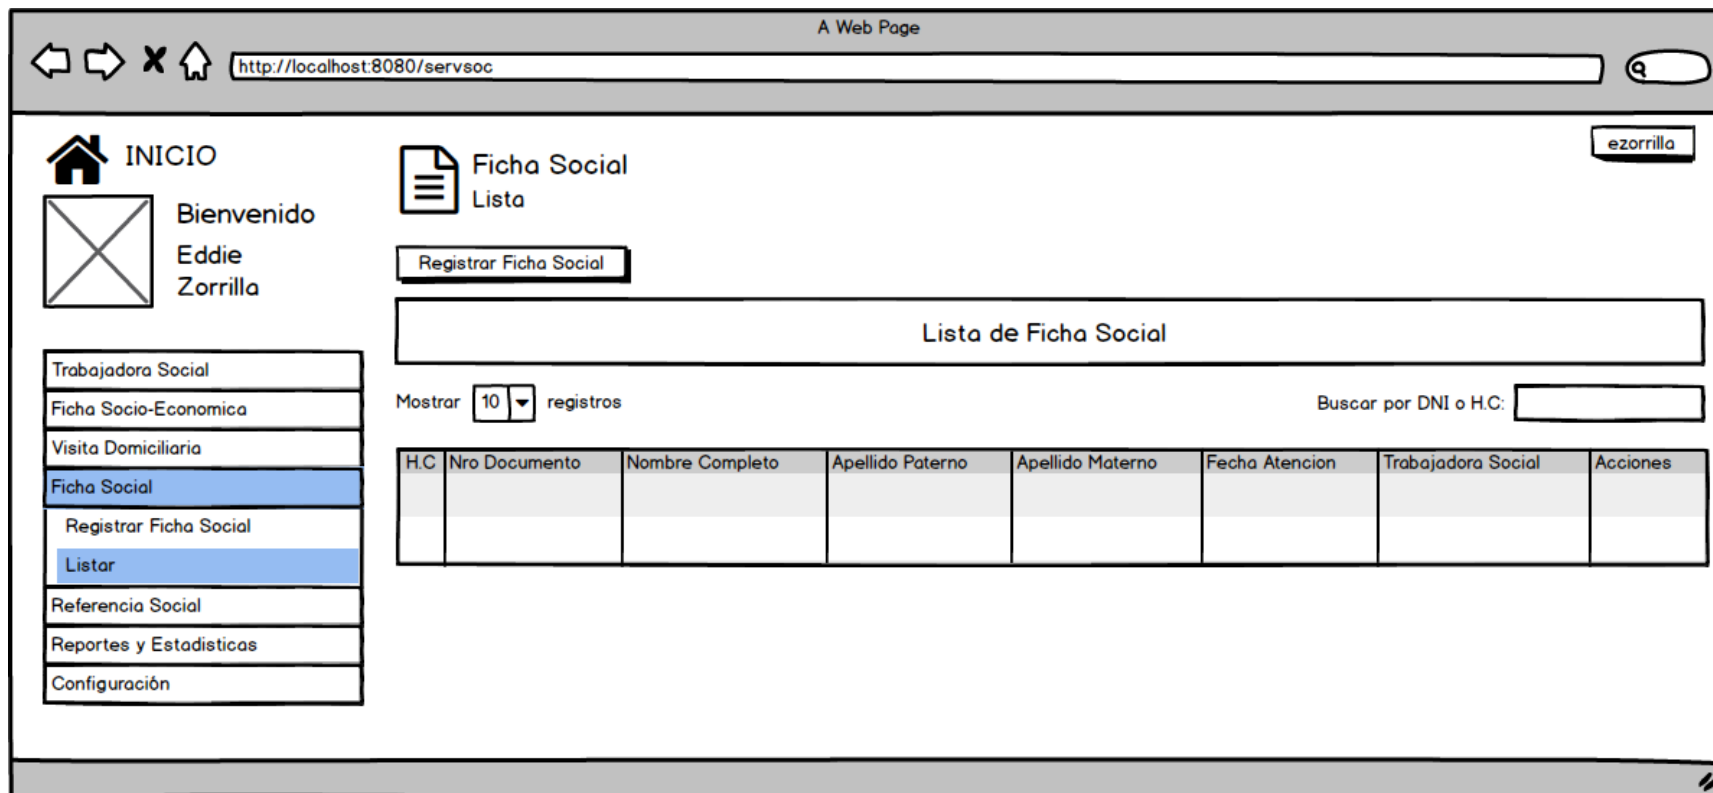 A Web Page
http://localhost:8080/servsoc
INICIO
Bienvenido
Eddie
Zorrilla
Trabajadora Social
Ficha Socio-Economica
Visita Domiciliaria
Ficha Social
Registrar Ficha Social
Listar
Referencia Social
Reportes y Estadisticas
Configuración
ezorrilla
Ficha Social
Lista
Registrar Ficha Social
Lista de Ficha Social
Mostrar 10 registros
Buscar por DNI o H.C:
H.C Nro Documento Nombre Completo Apellido Paterno Apellido Materno Fecha Atencion Trabajadora Social Acciones